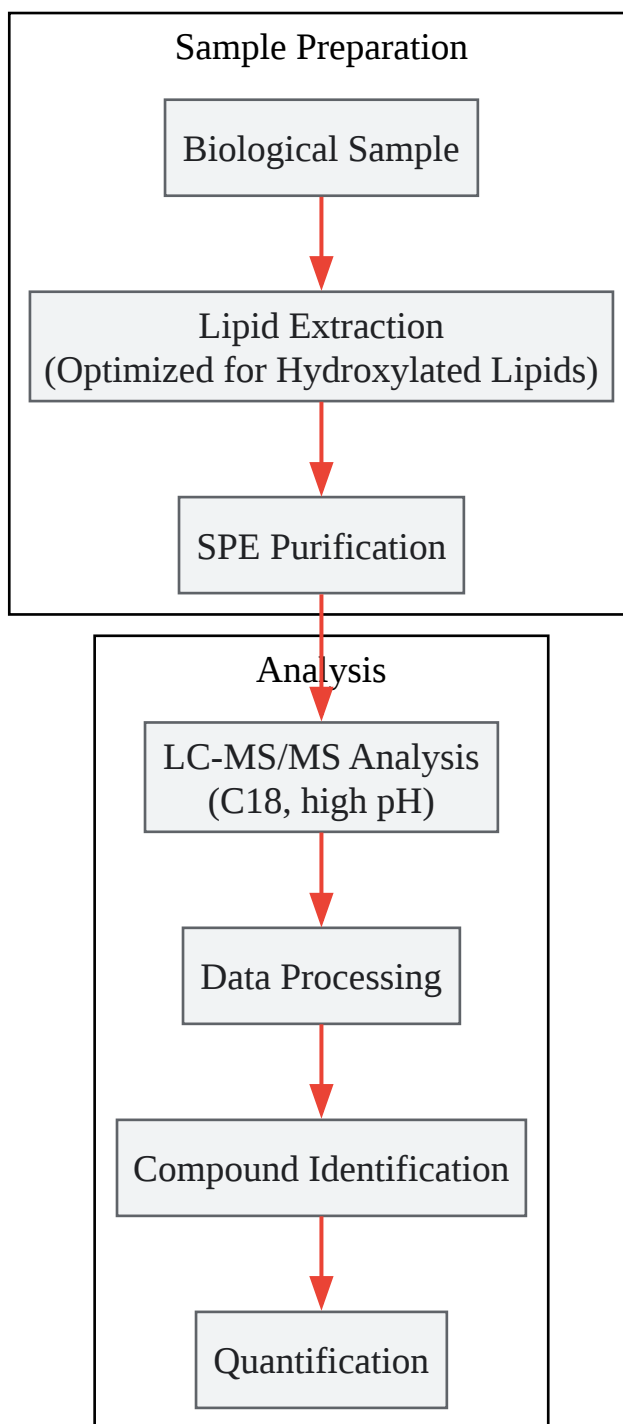 Sample Preparation
Biological Sample
Lipid Extraction
(Optimized for Hydroxylated Lipids)
SPE Purification
Analysis
LC-MS/MS Analysis
(C18, high pH)
Data Processing
Compound Identification
Quantification